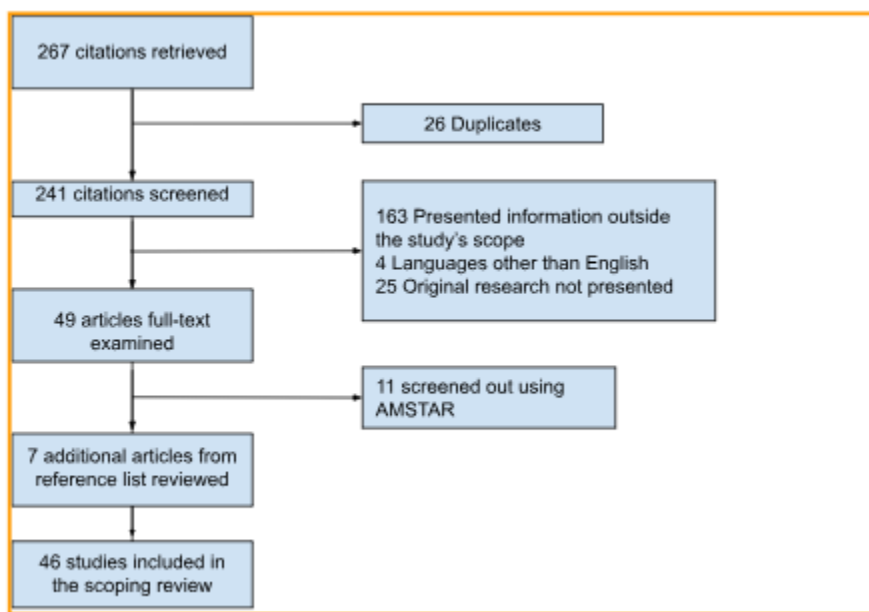 267 citations retrieved
26 Duplicates
241 citations screened
163 Presented information outside
the study's scope
4 Languages other than English
25 Original research not presented
49 articles full-text
examined
11 screened out using
AMSTAR
7 additional articles from
reference list reviewed
46 studies included in
the scoping review